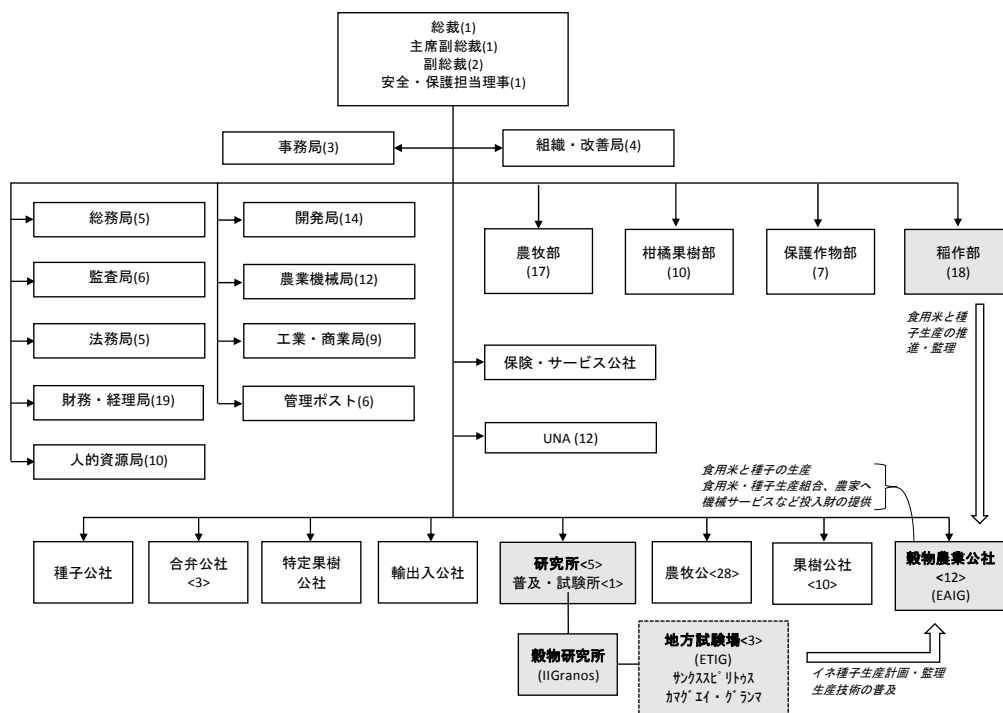 総裁(1)
主席副総裁(1)
副総裁(2)
安全・保護担当理事(1)
事務局(3)
組織・改善局(4)
総務局(5)
監査局(6)
法務局(5)
財務・経理局(19)
人的資源局(10)
開発局(14)
農業機械局(12)
工業・商業局(9)
管理ポスト(6)
農牧部
(17)
柑橘果樹部
(10)
保護作物部
(7)
稲作部
(18)
食用米と種
子生産の推
進・監理
保険・サービス公社
UNA (12)
食用米と種子の生産
食用米・種子生産組合、農家へ
機械サービスなど投入財の提供
種子公社
合弁公社
<3>
特定果樹
公社
輸出入公社
研究所<5>
普及・試験所<1>
農牧公<28>
果樹公社
<10>
穀物農業公社
<12>
(EAIG)
穀物研究所
(IIGranos)
地方試験場<3>
(ETIG)
ｻﾝｸｽｽﾋﾟﾘﾄｩｽ
ｶﾏｸﾞｴｲ・ｸﾞﾗﾝﾏ
イネ種子生産計画・監理
生産技術の普及